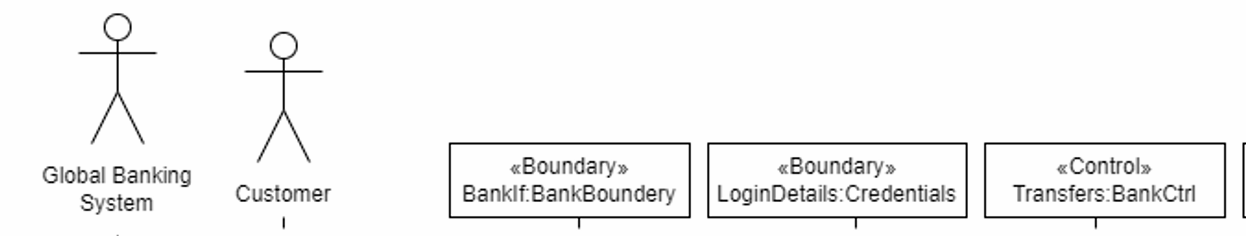 Global Banking
System
Customer
«Boundary»
BankIf:BankBoundery
«Boundary»
LoginDetails:Credentials
«Control»
Transfers:BankCtrl